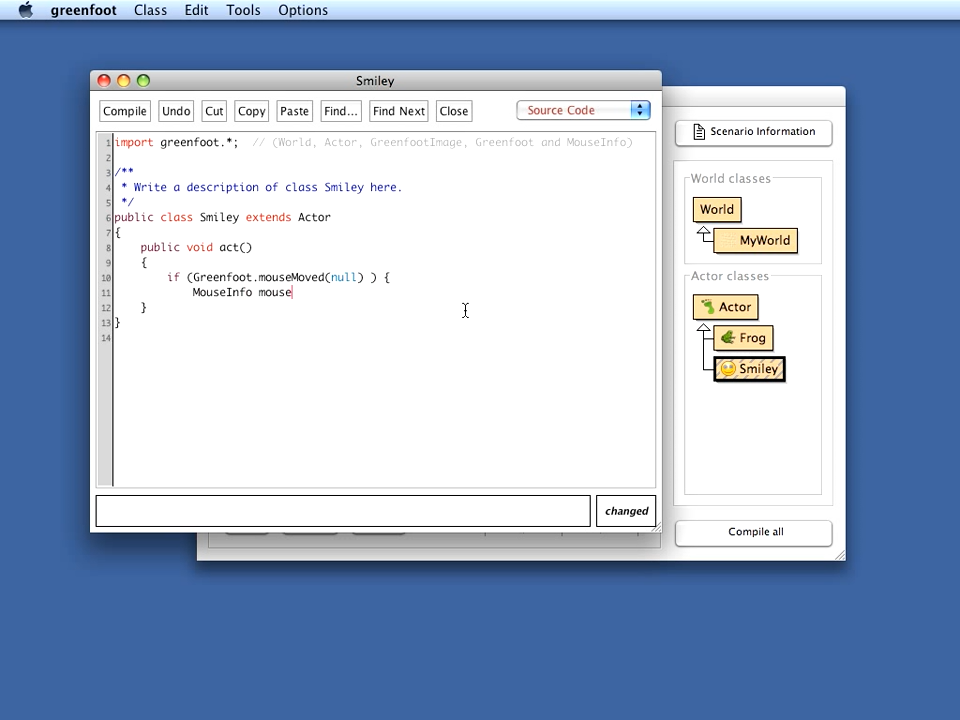 greenfoot Class Edit Tools Options
Smiley
Compile Undo Cut Copy Paste Find... Find Next Close Source Code
1 import greenfoot.*;  // (World, Actor, GreenfootImage, Greenfoot and MouseInfo)
2
3 /**
4  * Write a description of class Smiley here.
5  */
6 public class Smiley extends Actor
7 {
8     public void act()
9     {
10         if (Greenfoot.mouseMoved(null) ) {
11             MouseInfo mouse
12     }
13 }
14
changed
Scenario Information
World classes
World
MyWorld
Actor classes
Actor
Frog
Smiley
Compile all